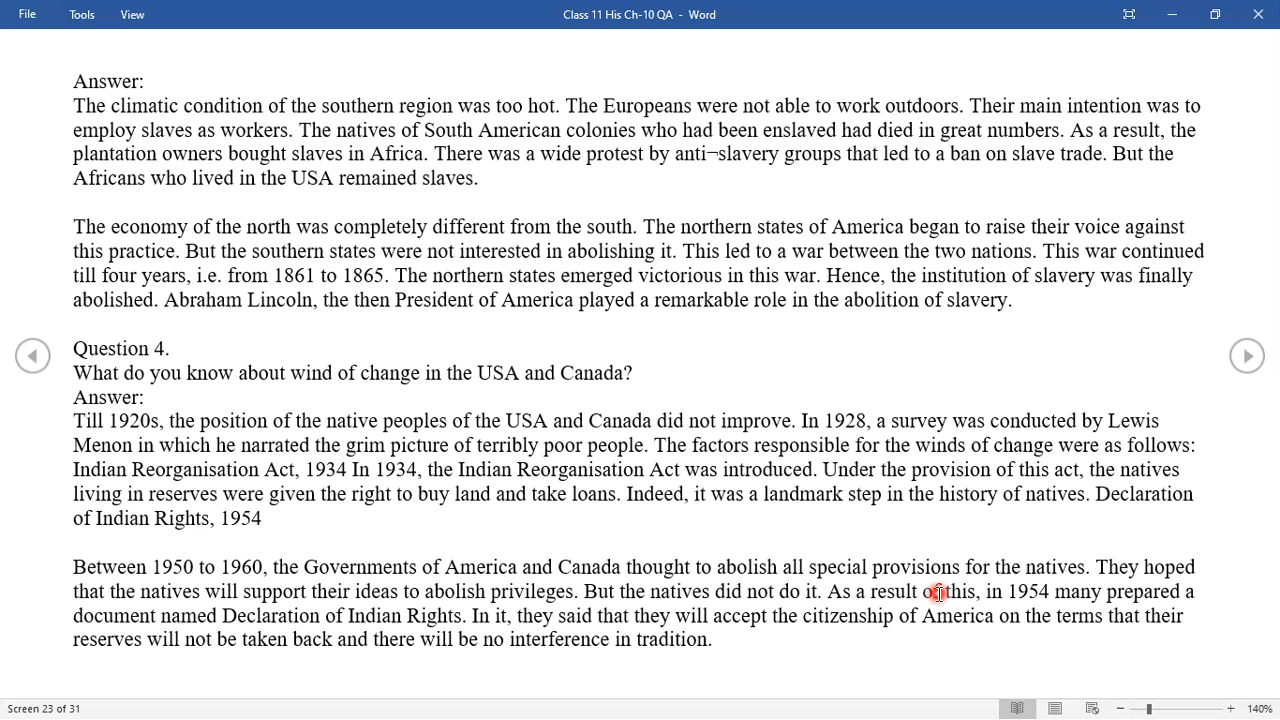 File Tools View Class 11 His Ch-10 QA - Word
Answer:
The climatic condition of the southern region was too hot. The Europeans were not able to work outdoors. Their main intention was to
employ slaves as workers. The natives of South American colonies who had been enslaved had died in great numbers. As a result, the
plantation owners bought slaves in Africa. There was a wide protest by anti¬slavery groups that led to a ban on slave trade. But the
Africans who lived in the USA remained slaves.
The economy of the north was completely different from the south. The northern states of America began to raise their voice against
this practice. But the southern states were not interested in abolishing it. This led to a war between the two nations. This war continued
till four years, i.e. from 1861 to 1865. The northern states emerged victorious in this war. Hence, the institution of slavery was finally
abolished. Abraham Lincoln, the then President of America played a remarkable role in the abolition of slavery.
Question 4.
What do you know about wind of change in the USA and Canada?
Answer:
Till 1920s, the position of the native peoples of the USA and Canada did not improve. In 1928, a survey was conducted by Lewis
Menon in which he narrated the grim picture of terribly poor people. The factors responsible for the winds of change were as follows:
Indian Reorganisation Act, 1934 In 1934, the Indian Reorganisation Act was introduced. Under the provision of this act, the natives
living in reserves were given the right to buy land and take loans. Indeed, it was a landmark step in the history of natives. Declaration
of Indian Rights, 1954
Between 1950 to 1960, the Governments of America and Canada thought to abolish all special provisions for the natives. They hoped
that the natives will support their ideas to abolish privileges. But the natives did not do it. As a result of this, in 1954 many prepared a
document named Declaration of Indian Rights. In it, they said that they will accept the citizenship of America on the terms that their
reserves will not be taken back and there will be no interference in tradition.
Screen 23 of 31 140%